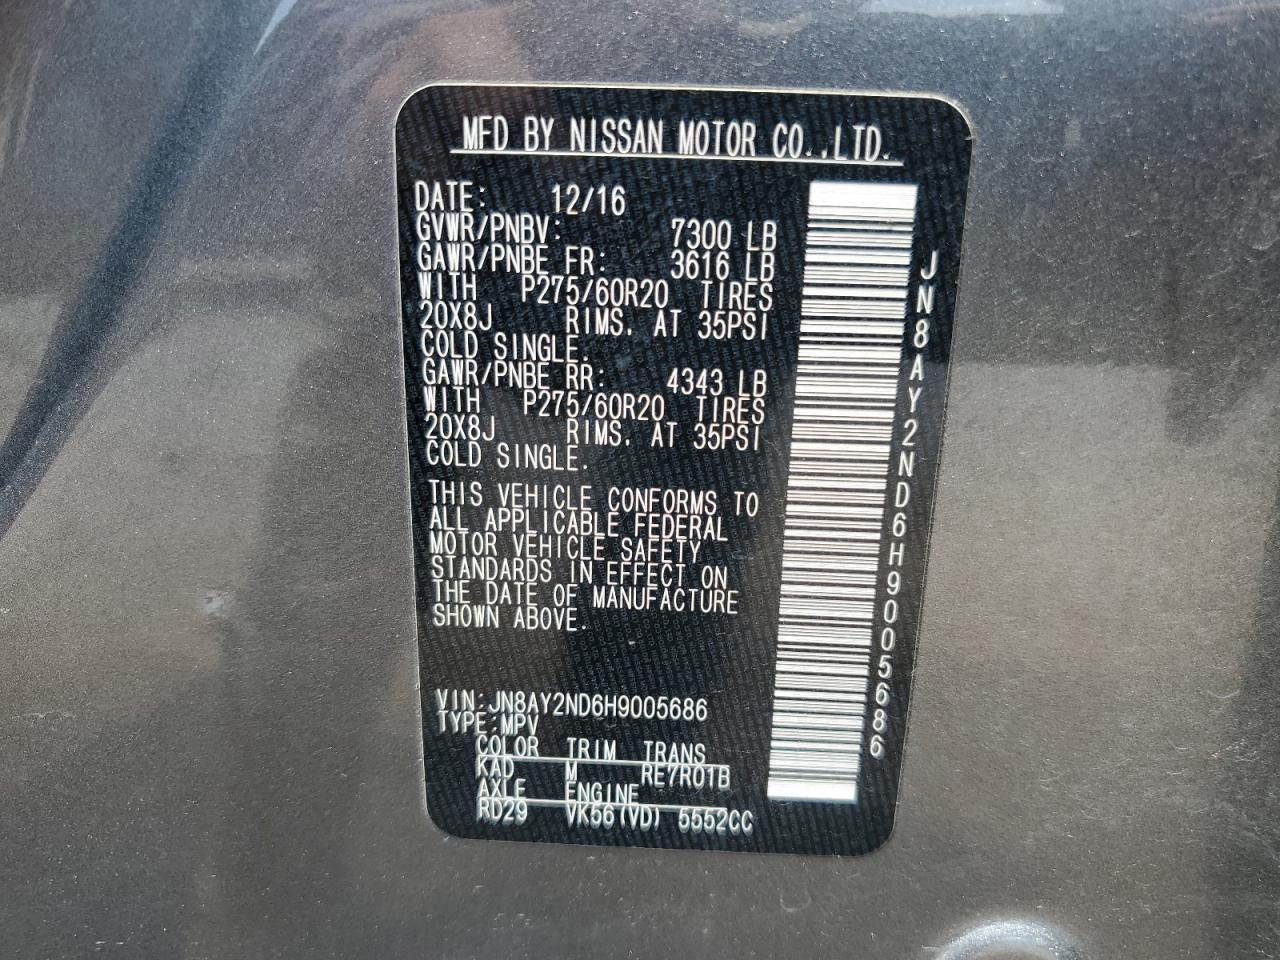 MFD BY NISSAN MOTOR CO.,LTD.
DATE: 12/16
GVWR/PNBV: 7300 LB
GAWR/PNBE FR: 3616 LB
WITH P275/60R20 TIRES
20X8J RIMS. AT 35PSI
COLD SINGLE.
GAWR/PNBE RR: 4343 LB
WITH P275/60R20 TIRES
20X8J RIMS. AT 35PSI
COLD SINGLE.
THIS VEHICLE CONFORMS TO
ALL APPLICABLE FEDERAL
MOTOR VEHICLE SAFETY
STANDARDS IN EFFECT ON
THE DATE OF MANUFACTURE
SHOWN ABOVE.
VIN:JN8AY2ND6H9005686
TYPE:MPV
COLOR TRIM TRANS
KAD M RE7R01B
AXLE ENGINE
RD29 VK56(VD) 5552CC
JN8AY2ND6H9005686